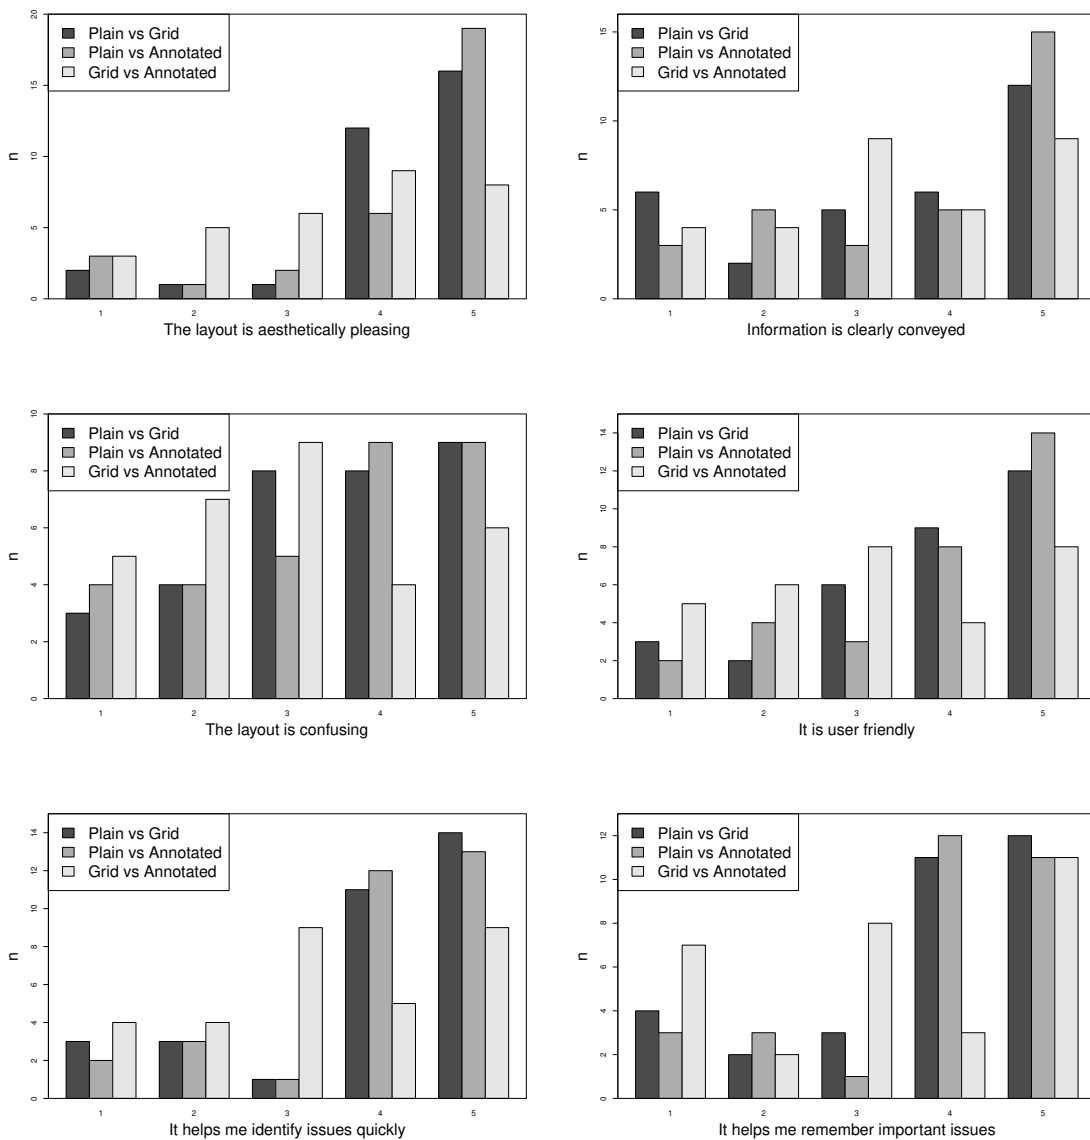 Plain vs Grid
Plain vs Annotated
Grid vs Annotated
n
0
5
10
15
20
1 2 3 4 5
The layout is aesthetically pleasing
Plain vs Grid
Plain vs Annotated
Grid vs Annotated
n
0
5
10
15
1 2 3 4 5
Information is clearly conveyed
Plain vs Grid
Plain vs Annotated
Grid vs Annotated
n
0
2
4
6
8
10
1 2 3 4 5
The layout is confusing
Plain vs Grid
Plain vs Annotated
Grid vs Annotated
n
0
2
4
6
8
10
12
14
1 2 3 4 5
It is user friendly
Plain vs Grid
Plain vs Annotated
Grid vs Annotated
n
0
2
4
6
8
10
12
14
1 2 3 4 5
It helps me identify issues quickly
Plain vs Grid
Plain vs Annotated
Grid vs Annotated
n
0
2
4
6
8
10
12
1 2 3 4 5
It helps me remember important issues